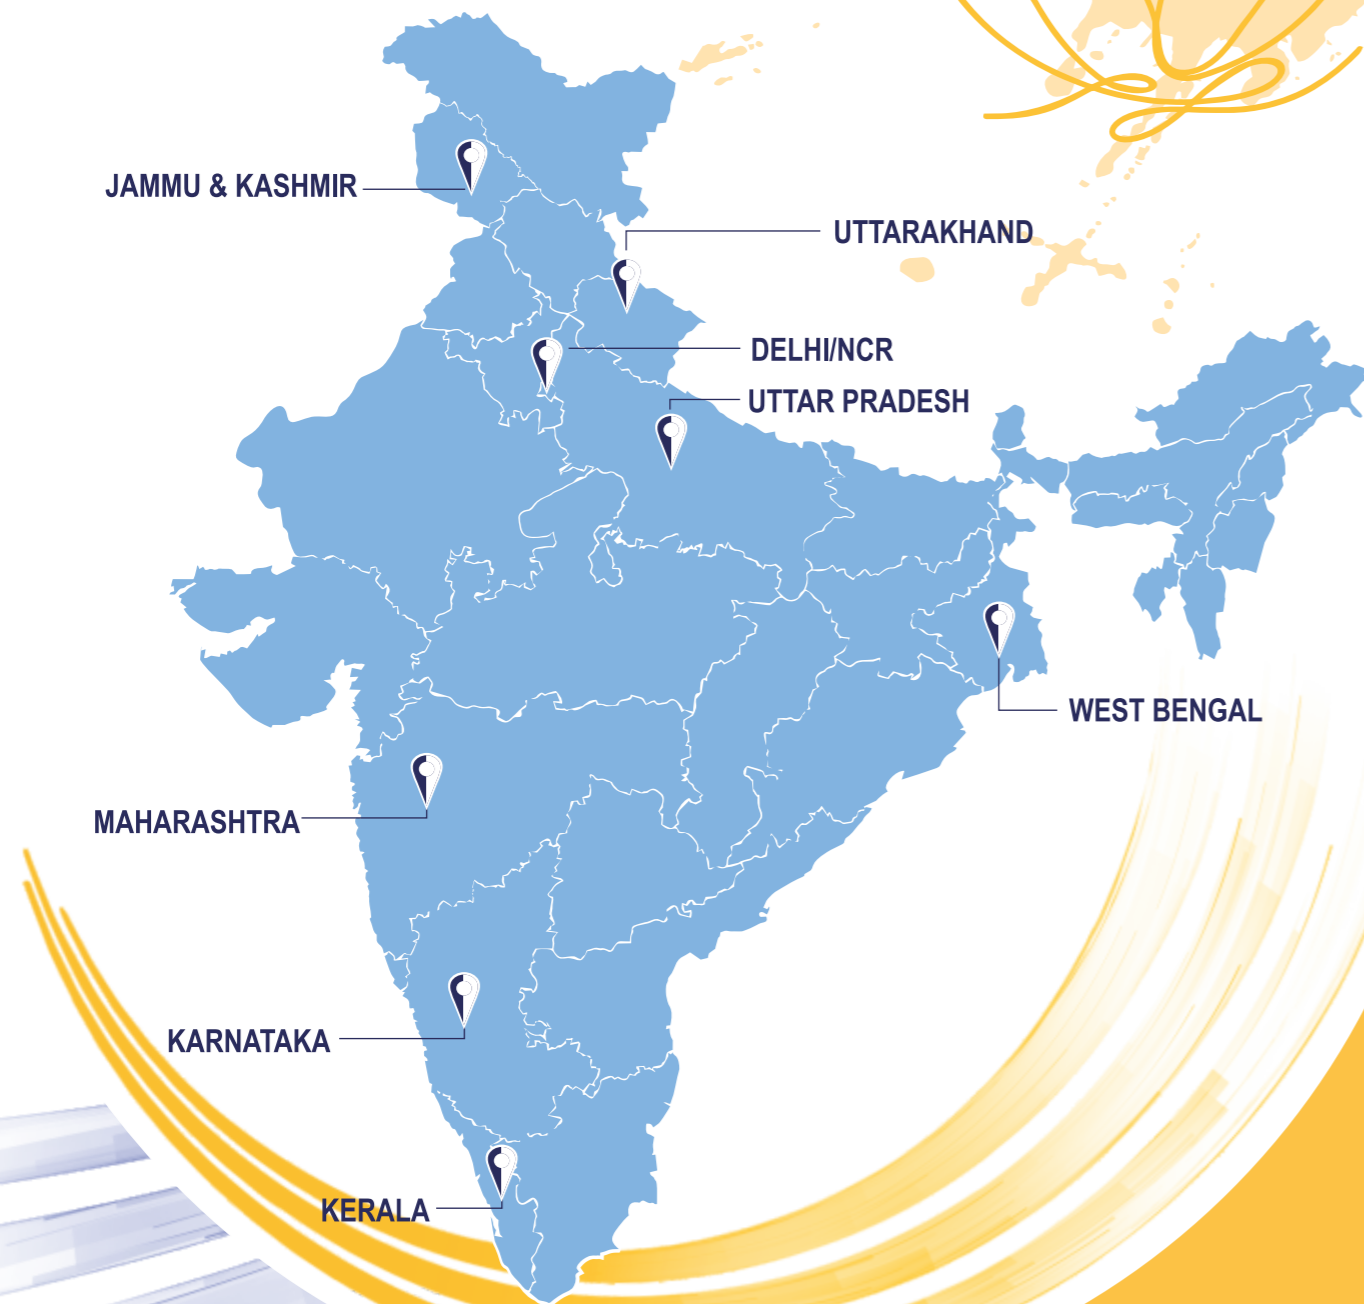 JAMMU & KASHMIR
UTTARAKHAND
DELHI/NCR
UTTAR PRADESH
WEST BENGAL
MAHARASHTRA
KARNATAKA
KERALA